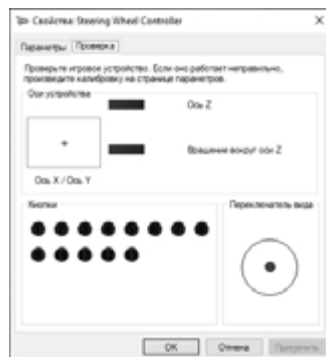 Свойства: Steering Wheel Controller
Параметры Проверка
Проверьте игровое устройство. Если оно работает неправильно,
произведите калибровку на странице параметров.
Оси устройства
Ось Z
Вращение вокруг оси Z
Ось X / Ось Y
Кнопки
Переключатель вида
OK
Отмена
Применить